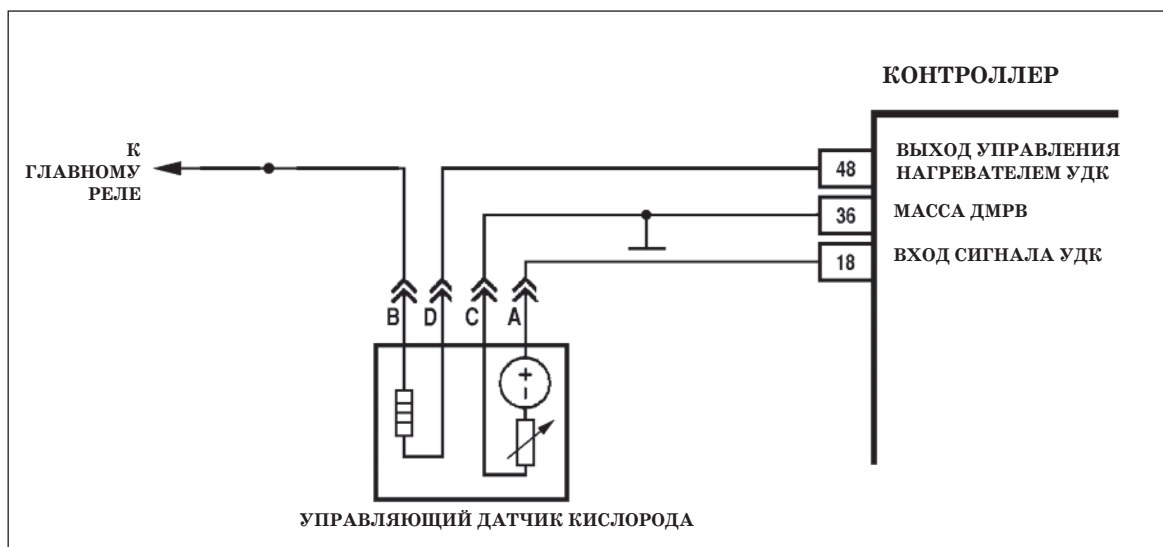 КОНТРОЛЛЕР
К
ГЛАВНОМУ
РЕЛЕ
48
ВЫХОД УПРАВЛЕНИЯ
НАГРЕВАТЕЛЕМ УДК
36
МАССА ДМРВ
18
ВХОД СИГНАЛА УДК
B D C A
УПРАВЛЯЮЩИЙ ДАТЧИК КИСЛОРОДА